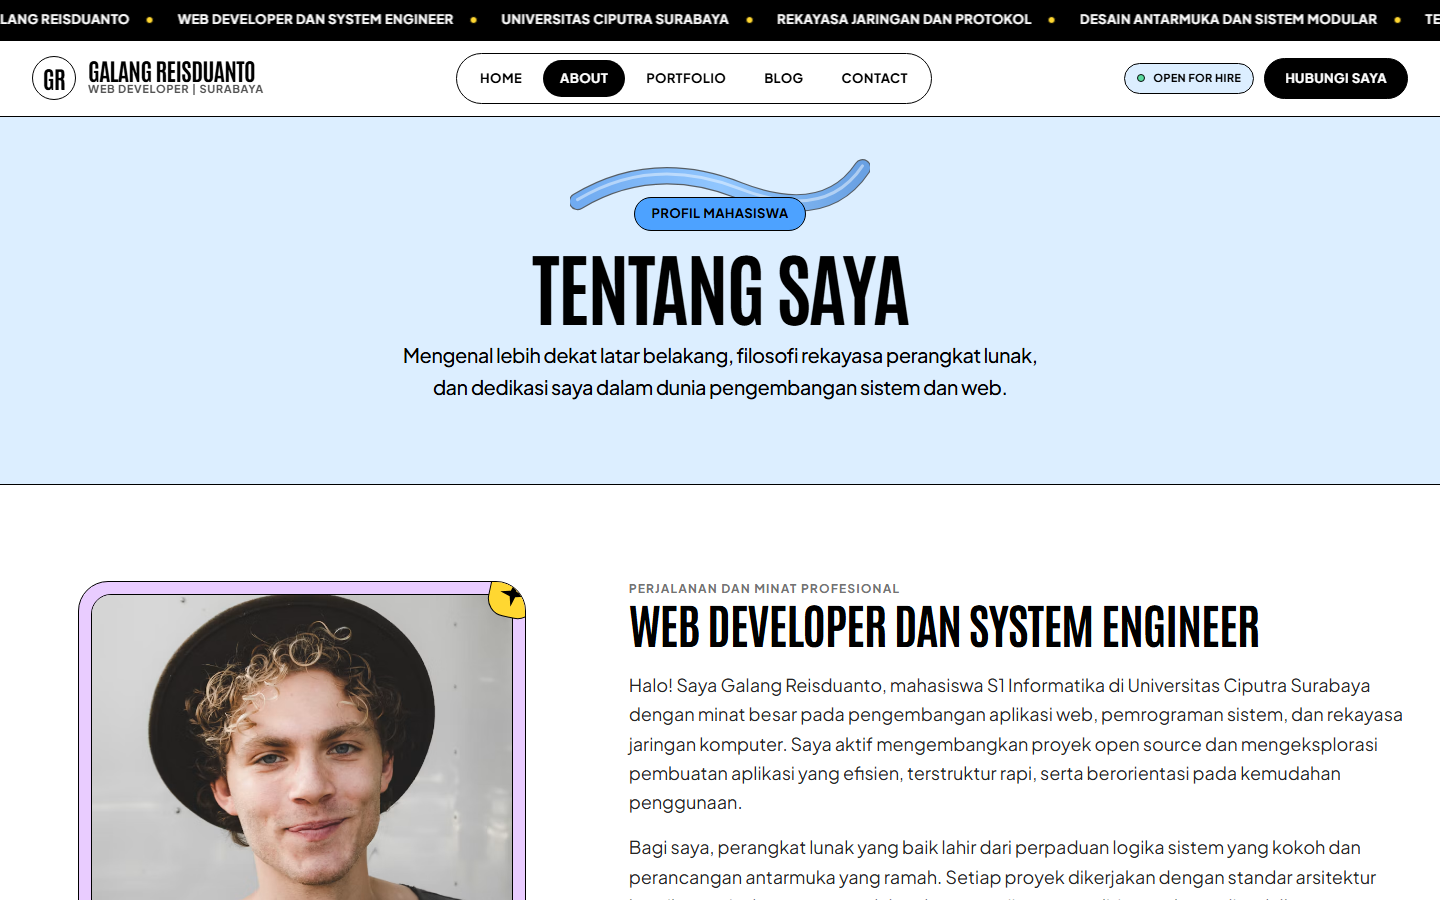 LANG REISDUANTO • WEB DEVELOPER DAN SYSTEM ENGINEER • UNIVERSITAS CIPUTRA SURABAYA • REKAYASA JARINGAN DAN PROTOKOL • DESAIN ANTARMUKA DAN SISTEM MODULAR •
GR
GALANG REISDUANTO
WEB DEVELOPER | SURABAYA
HOME
ABOUT
PORTFOLIO
BLOG
CONTACT
OPEN FOR HIRE
HUBUNGI SAYA
PROFIL MAHASISWA
TENTANG SAYA
Mengenal lebih dekat latar belakang, filosofi rekayasa perangkat lunak,
dan dedikasi saya dalam dunia pengembangan sistem dan web.
PERJALANAN DAN MINAT PROFESIONAL
WEB DEVELOPER DAN SYSTEM ENGINEER
Halo! Saya Galang Reisduanto, mahasiswa S1 Informatika di Universitas Ciputra Surabaya
dengan minat besar pada pengembangan aplikasi web, pemrograman sistem, dan rekayasa
jaringan komputer. Saya aktif mengembangkan proyek open source dan mengeksplorasi
pembuatan aplikasi yang efisien, terstruktur rapi, serta berorientasi pada kemudahan
penggunaan.
Bagi saya, perangkat lunak yang baik lahir dari perpaduan logika sistem yang kokoh dan
perancangan antarmuka yang ramah. Setiap proyek dikerjakan dengan standar arsitektur